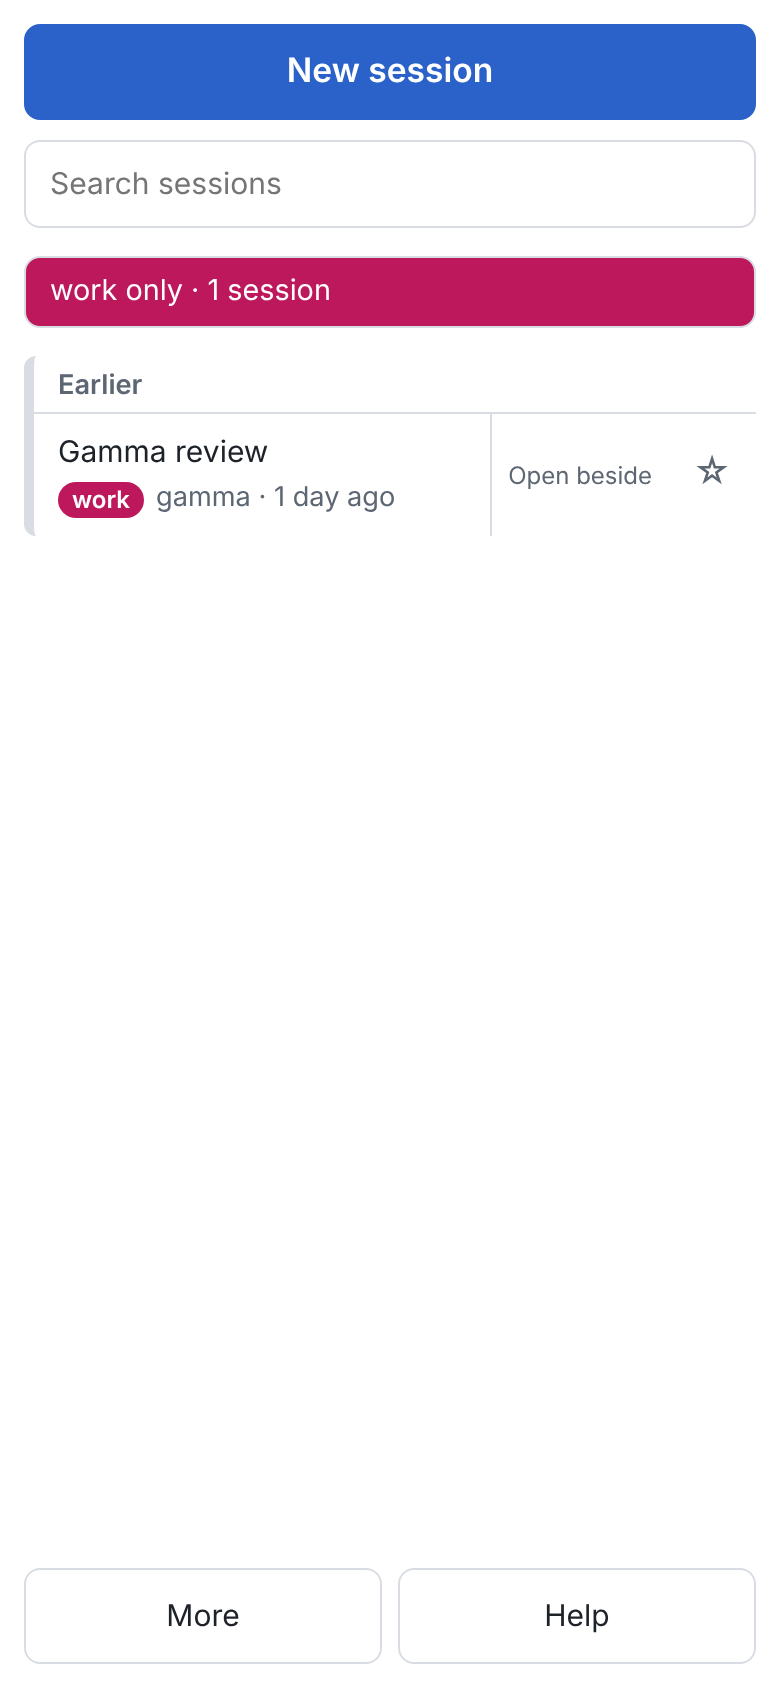 New session
Search sessions
work only · 1 session
Earlier
Gamma review
work gamma · 1 day ago
Open beside ☆
More
Help